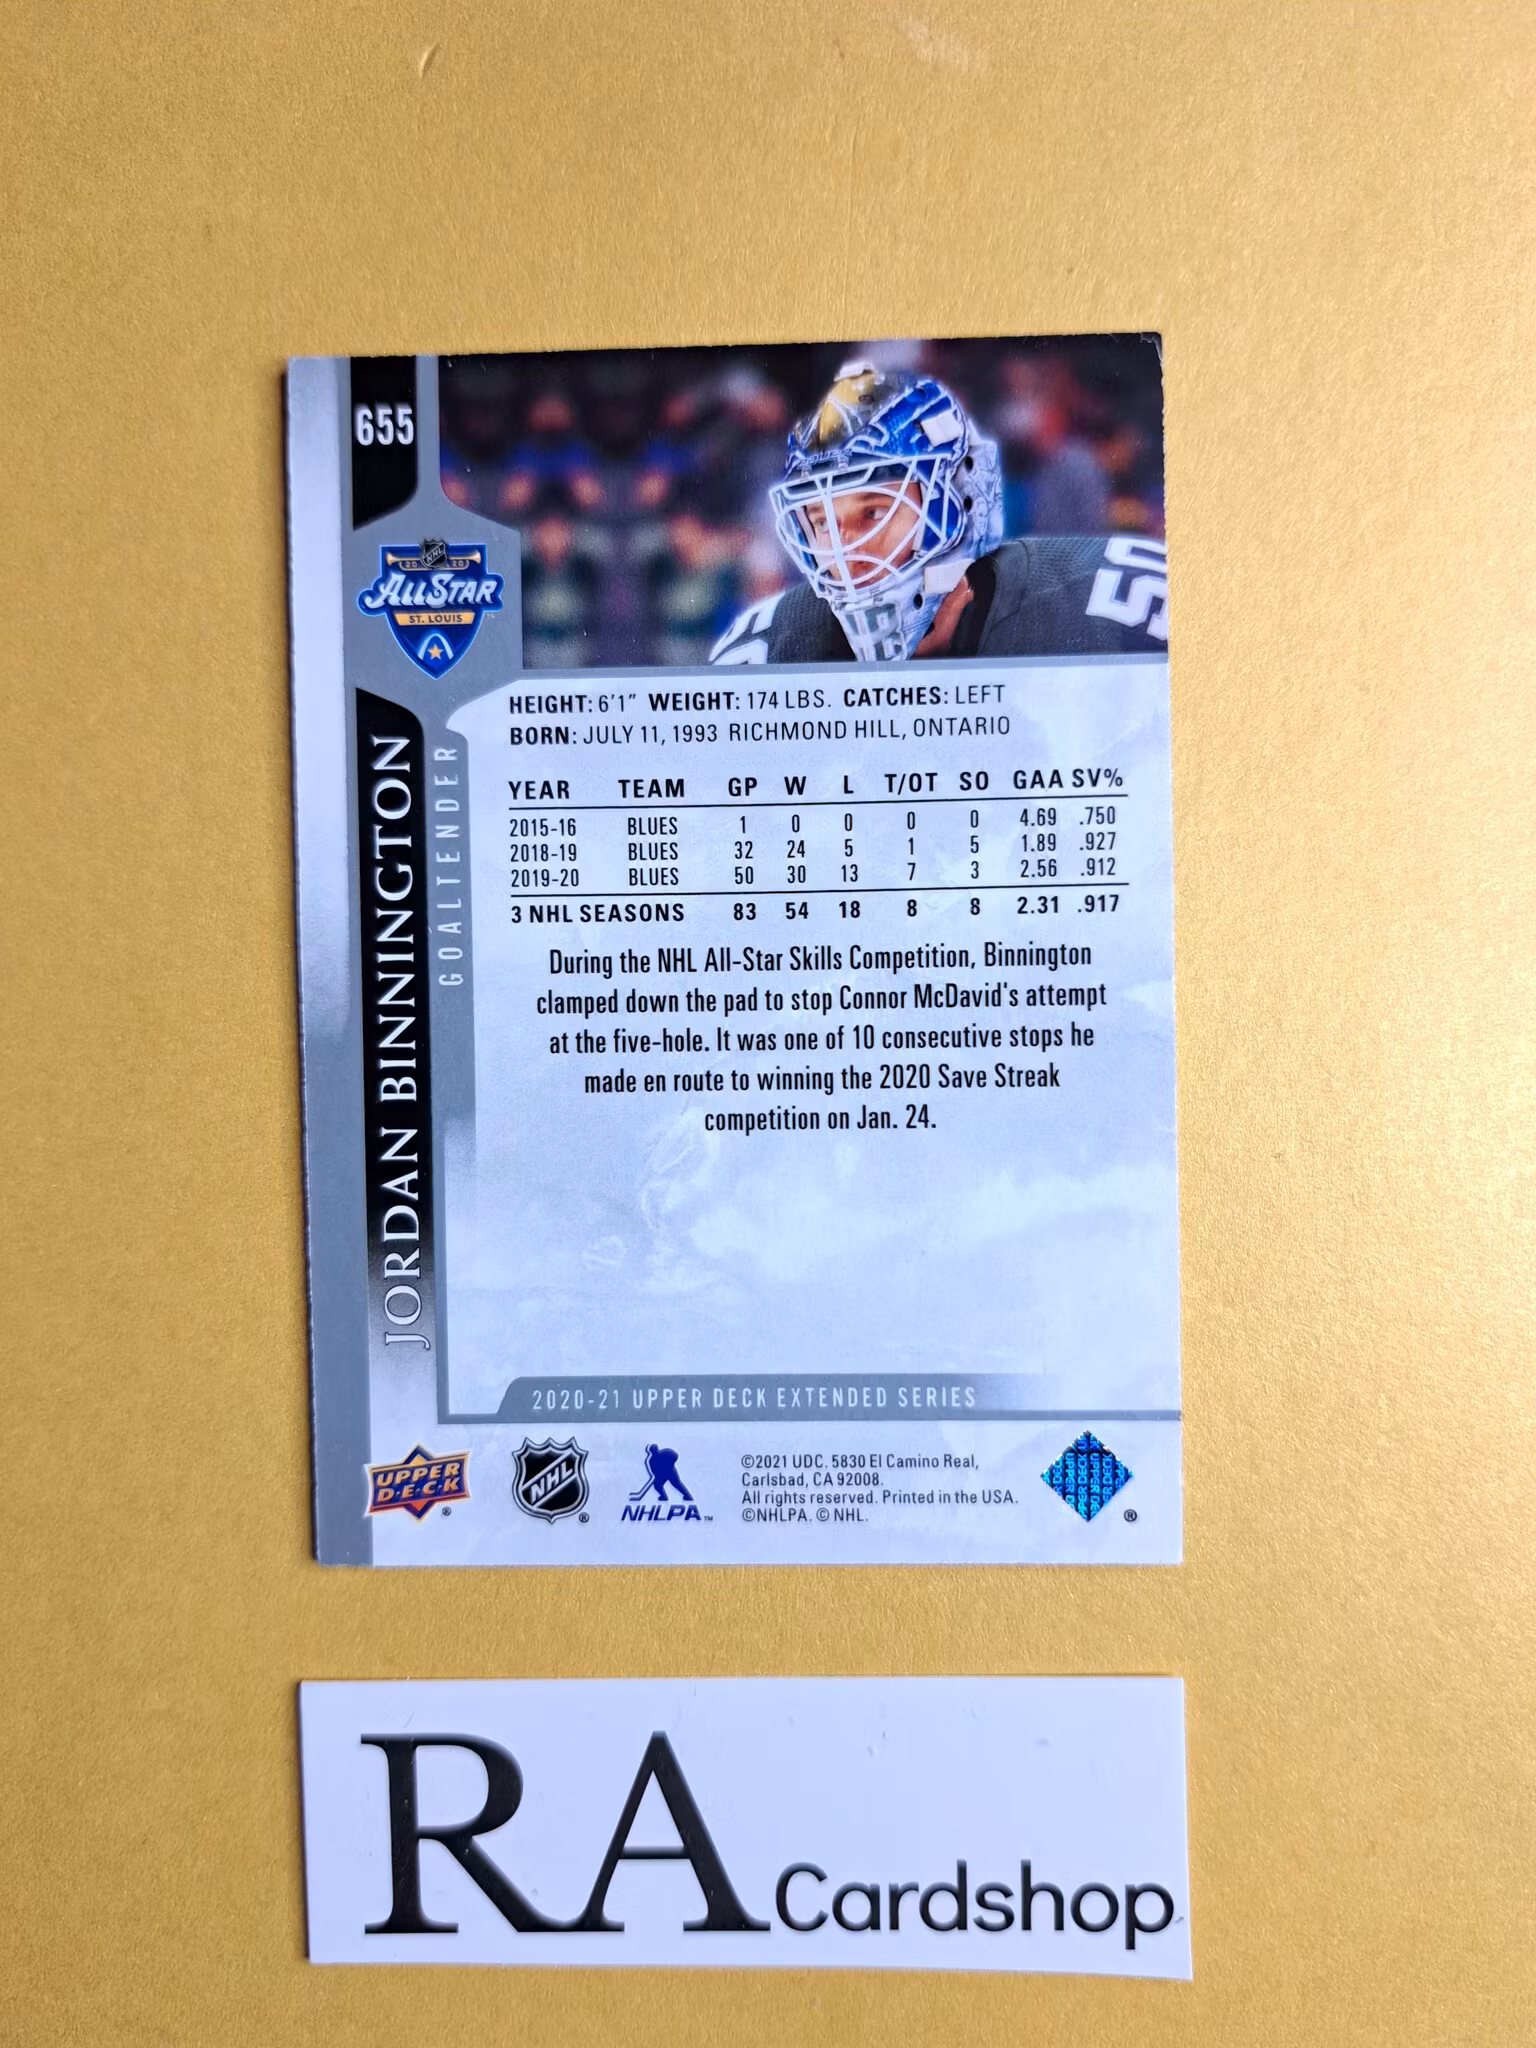 655
50
50
NHL
2020
ALL STAR
ST. LOUIS
JORDAN BINNINGTON
GOALTENDER
HEIGHT: 6'1" WEIGHT: 174 LBS. CATCHES: LEFT
BORN: JULY 11, 1993 RICHMOND HILL, ONTARIO
YEAR TEAM GP W L T/OT SO GAA SV%
2015-16 BLUES 1 0 0 0 0 4.69 .750
2018-19 BLUES 32 24 5 1 5 1.89 .927
2019-20 BLUES 50 30 13 7 3 2.56 .912
3 NHL SEASONS 83 54 18 8 8 2.31 .917
During the NHL All-Star Skills Competition, Binnington
clamped down the pad to stop Connor McDavid's attempt
at the five-hole. It was one of 10 consecutive stops he
made en route to winning the 2020 Save Streak
competition on Jan. 24.
2020-21 UPPER DECK EXTENDED SERIES
UPPER
D·E·C·K ®
NHL ®
NHLPA ™
©2021 UDC. 5830 El Camino Real,
Carlsbad, CA 92008.
All rights reserved. Printed in the USA.
©NHLPA. © NHL.
®
RA Cardshop